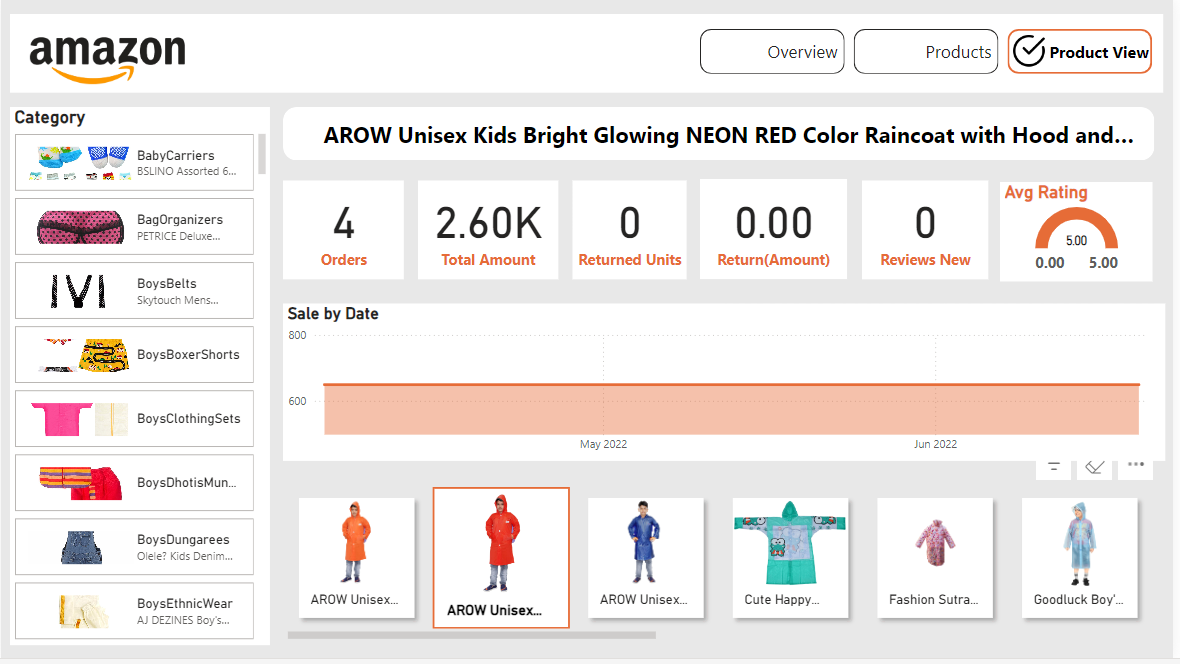 amazon
Overview
Products
Product View
Category
BabyCarriers
BSLINO Assorted 6...
BagOrganizers
PETRICE Deluxe...
BoysBelts
Skytouch Mens...
BoysBoxerShorts
BoysClothingSets
BoysDhotisMun...
BoysDungarees
Olele? Kids Denim...
BoysEthnicWear
AJ DEZINES Boy's...
AROW Unisex Kids Bright Glowing NEON RED Color Raincoat with Hood and...
4
Orders
2.60K
Total Amount
0
Returned Units
0.00
Return(Amount)
0
Reviews New
Avg Rating
5.00
0.00
5.00
Sale by Date
800
600
May 2022
Jun 2022
AROW Unisex...
AROW Unisex...
AROW Unisex...
Cute Happy...
Fashion Sutra...
Goodluck Boy'...